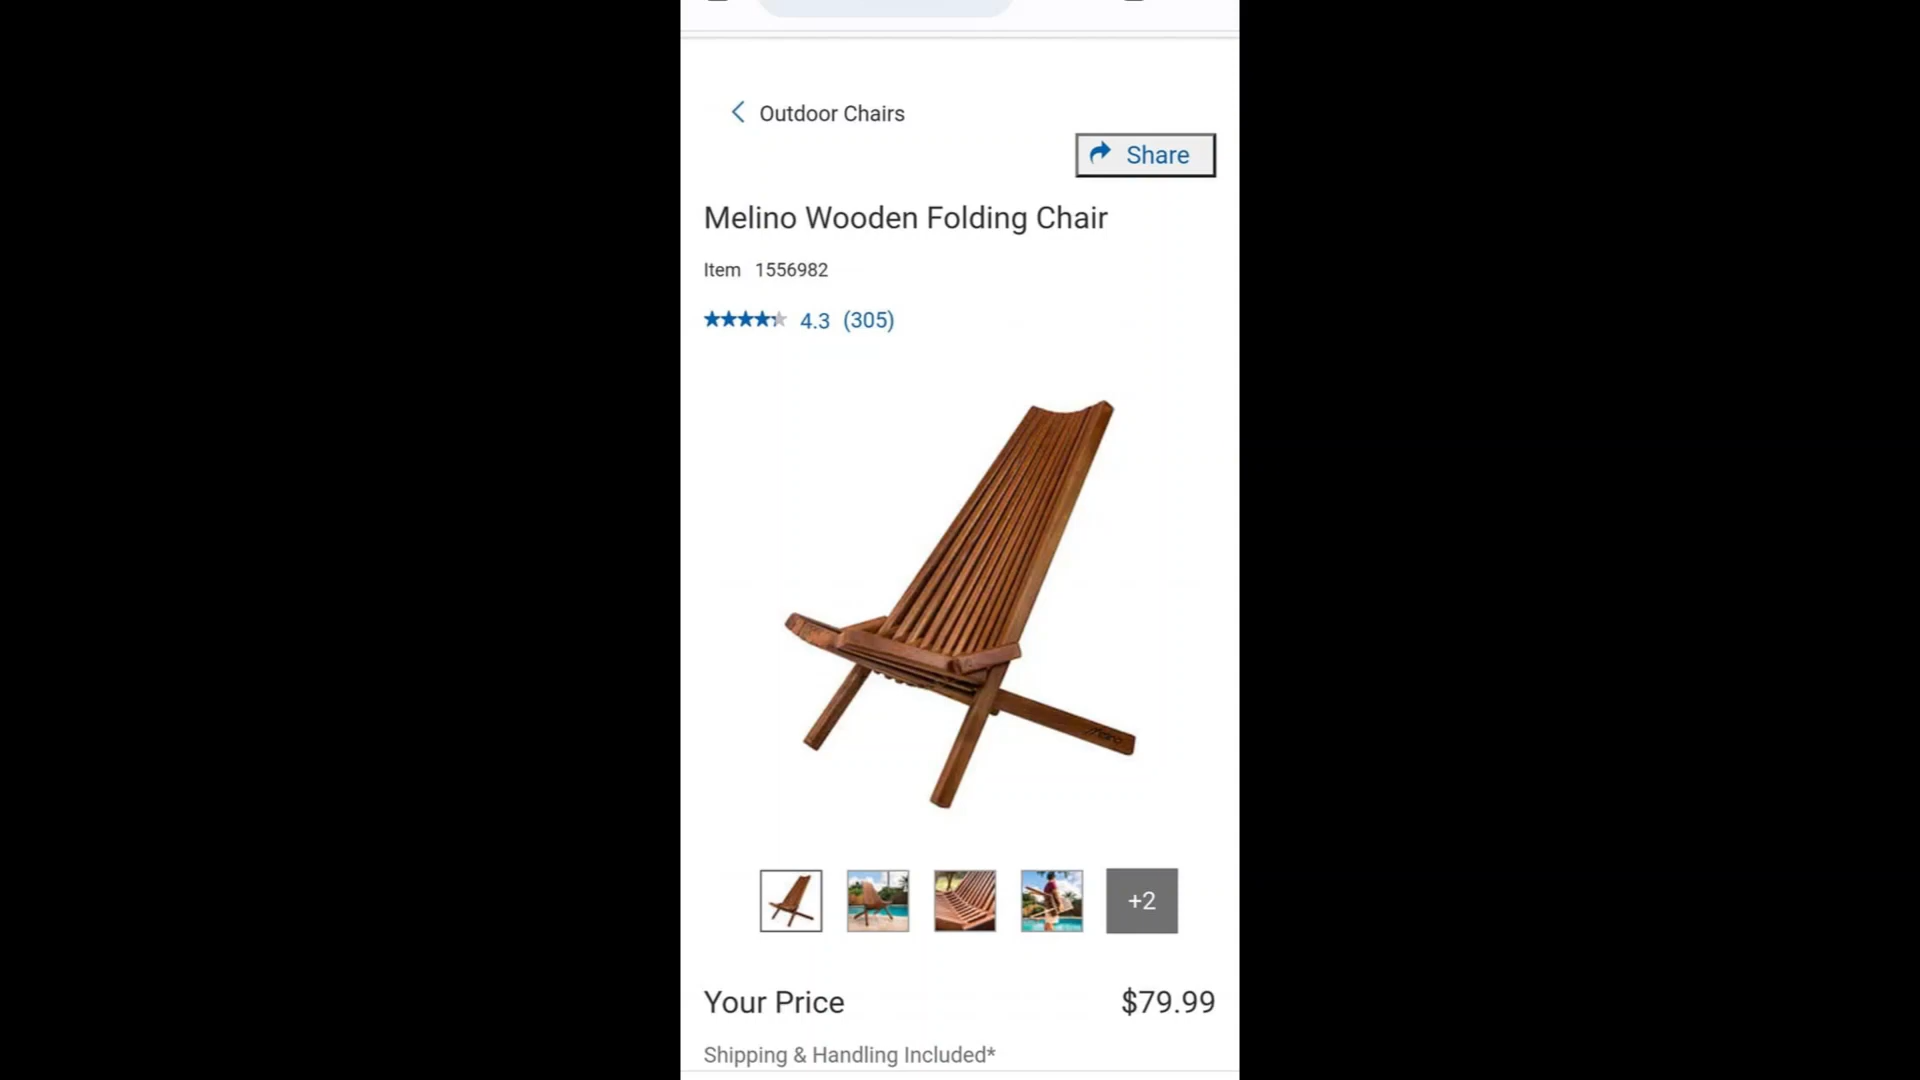 Outdoor Chairs
Share
Melino Wooden Folding Chair
Item 1556982
4.3 (305)
Melino
+2
Your Price $79.99
Shipping & Handling Included*